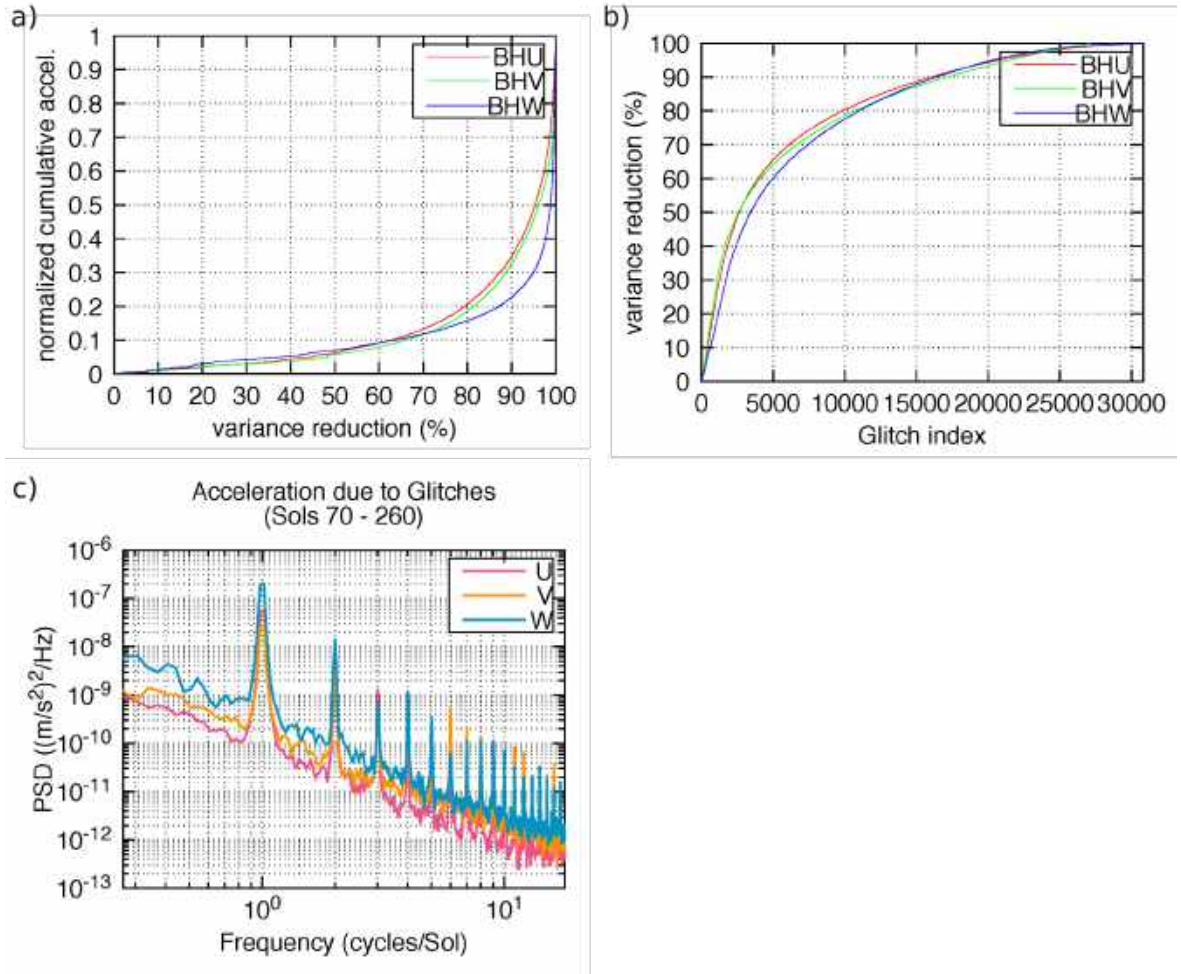 a)
normalized cumulative accel.
1
0.9
0.8
0.7
0.6
0.5
0.4
0.3
0.2
0.1
0
BHU
BHV
BHW
0 10 20 30 40 50 60 70 80 90 100
variance reduction (%)
b)
variance reduction (%)
100
90
80
70
60
50
40
30
20
10
0
BHU
BHV
BHW
0 5000 10000 15000 20000 25000 30000
Glitch index
c)
Acceleration due to Glitches
(Sols 70 - 260)
PSD ((m/s²)²/Hz)
10⁻⁶
10⁻⁷
10⁻⁸
10⁻⁹
10⁻¹⁰
10⁻¹¹
10⁻¹²
10⁻¹³
U
V
W
10⁰ 10¹
Frequency (cycles/Sol)